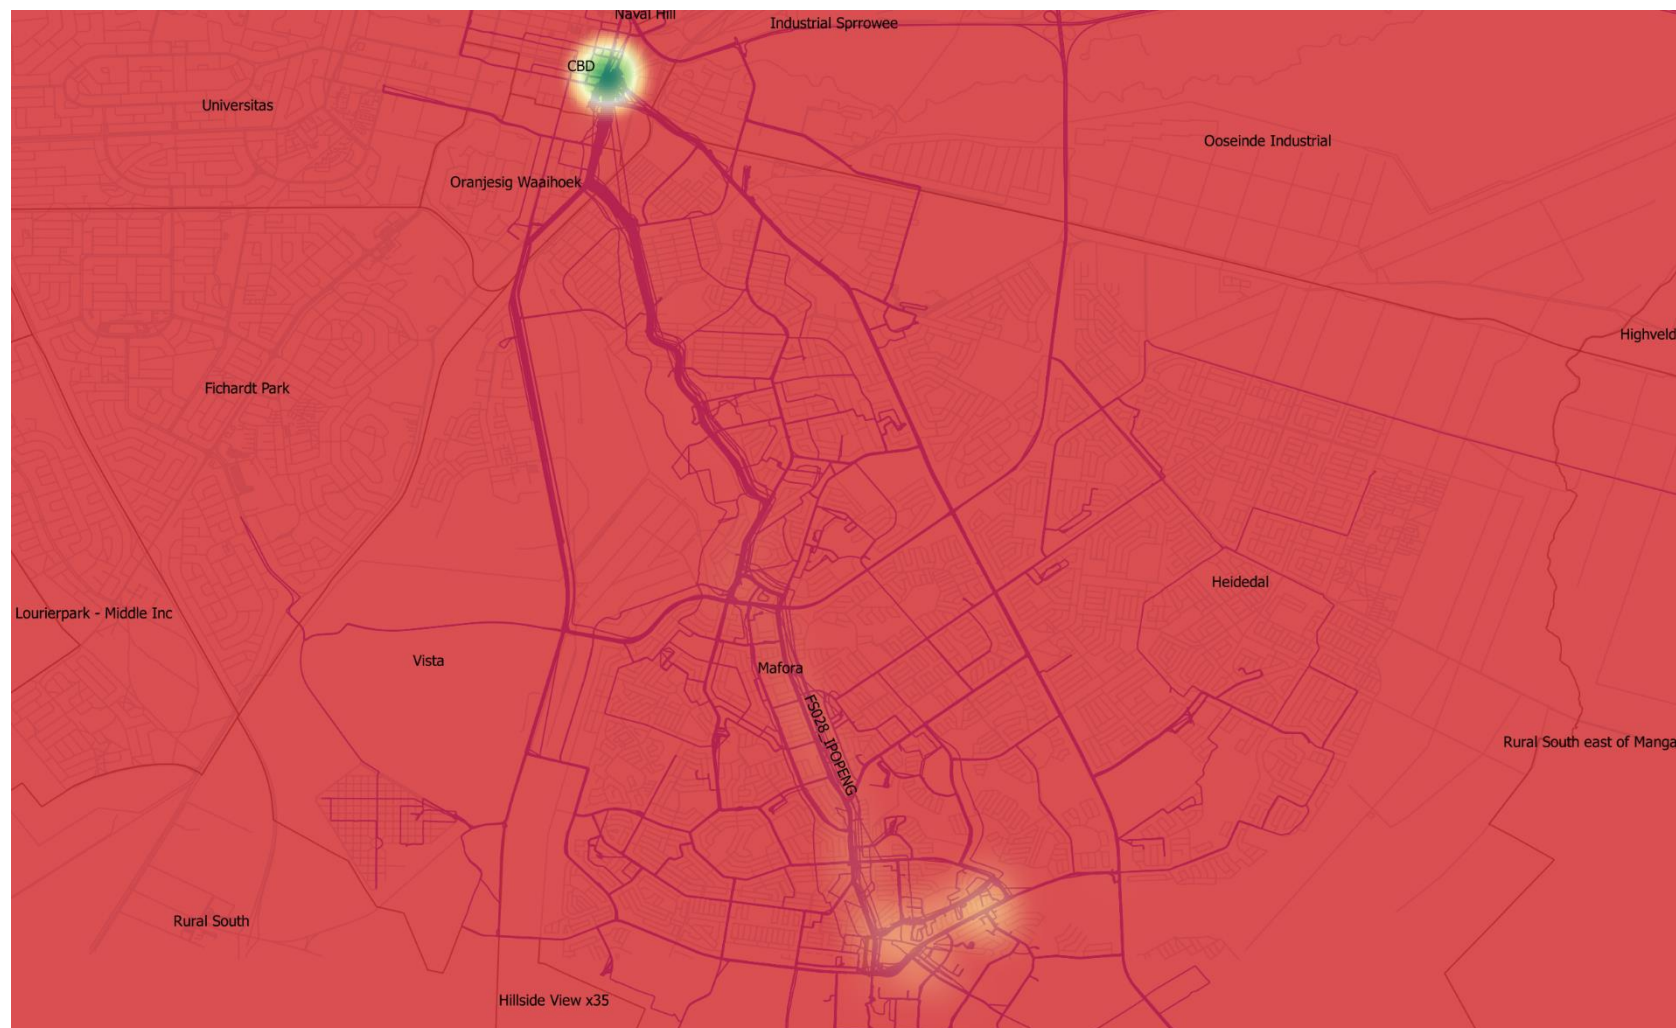 Naval Hill
Industrial Sprrowee
CBD
Universitas
Ooseinde Industrial
Oranjesig Waaihoek
Highveld
Fichardt Park
Heidedal
Lourierpark - Middle Inc
Vista
Mafora
FS028_IPOPENG
Rural South east of Manga
Rural South
Hillside View x35